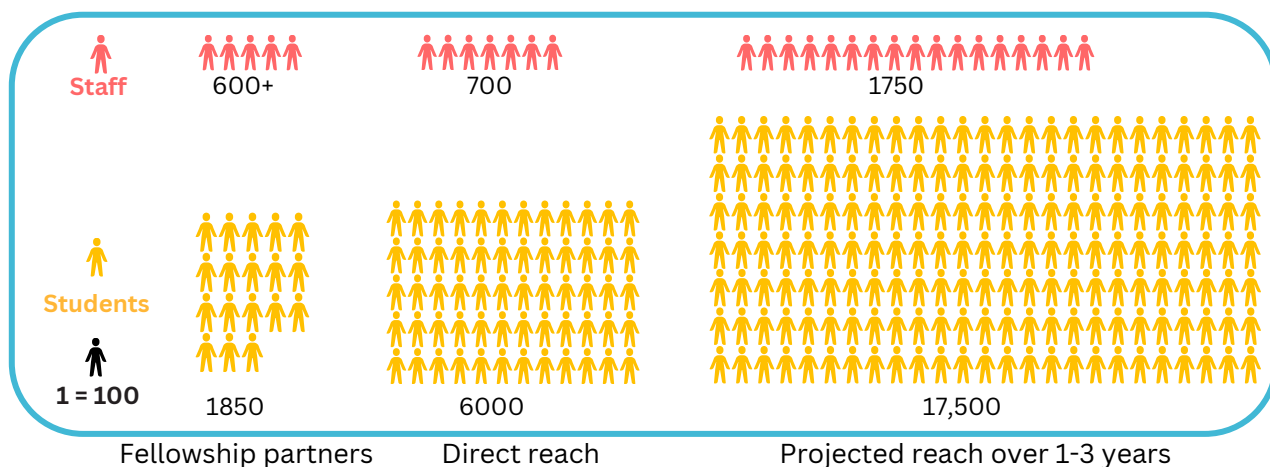 Staff
600+
700
1750
Students
1 = 100
1850
6000
17,500
Fellowship partners
Direct reach
Projected reach over 1-3 years